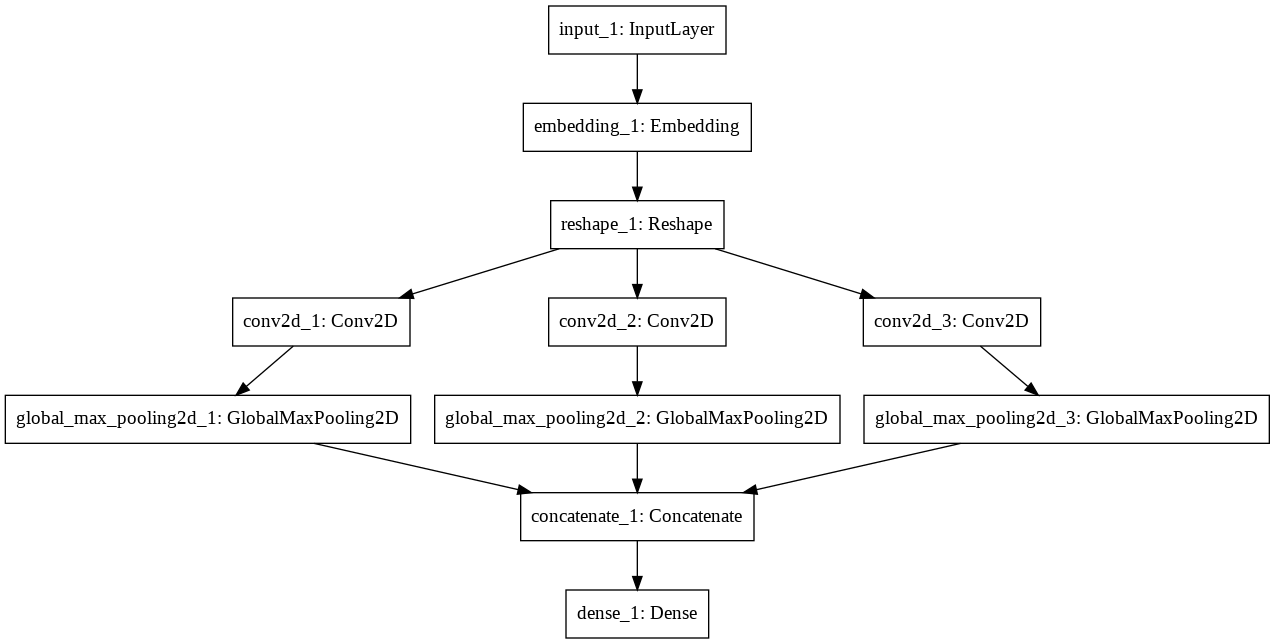 input_1: InputLayer
embedding_1: Embedding
reshape_1: Reshape
conv2d_1: Conv2D
conv2d_2: Conv2D
conv2d_3: Conv2D
global_max_pooling2d_1: GlobalMaxPooling2D
global_max_pooling2d_2: GlobalMaxPooling2D
global_max_pooling2d_3: GlobalMaxPooling2D
concatenate_1: Concatenate
dense_1: Dense